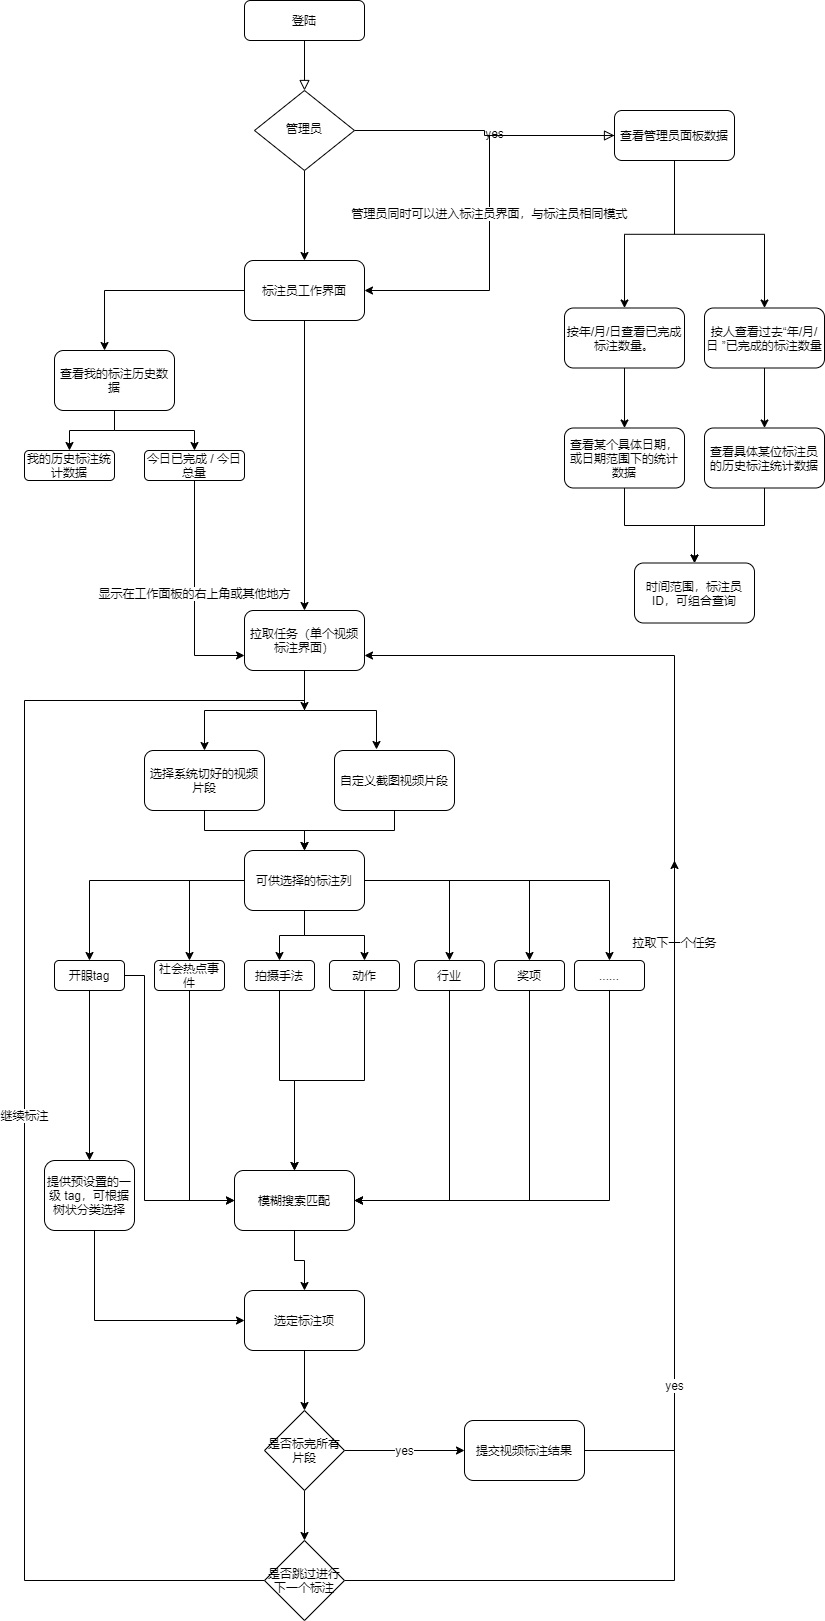 登陆
管理员
yes
查看管理员面板数据
管理员同时可以进入标注员界面，与标注员相同模式
标注员工作界面
按年/月/日查看已完成
标注数量。
按人查看过去“年/月/
日 ”已完成的标注数量
查看我的标注历史数
据
我的历史标注统
计数据
今日已完成 / 今日
总量
查看某个具体日期，
或日期范围下的统计
数据
查看具体某位标注员
的历史标注统计数据
时间范围，标注员
ID，可组合查询
显示在工作面板的右上角或其他地方
拉取任务（单个视频
标注界面）
选择系统切好的视频
片段
自定义截图视频片段
可供选择的标注列
拉取下一个任务
开眼tag
社会热点事
件
拍摄手法
动作
行业
奖项
......
继续标注
提供预设置的一
级 tag，可根据
树状分类选择
模糊搜索匹配
选定标注项
yes
是否标完所有
片段
yes
提交视频标注结果
是否跳过进行
下一个标注